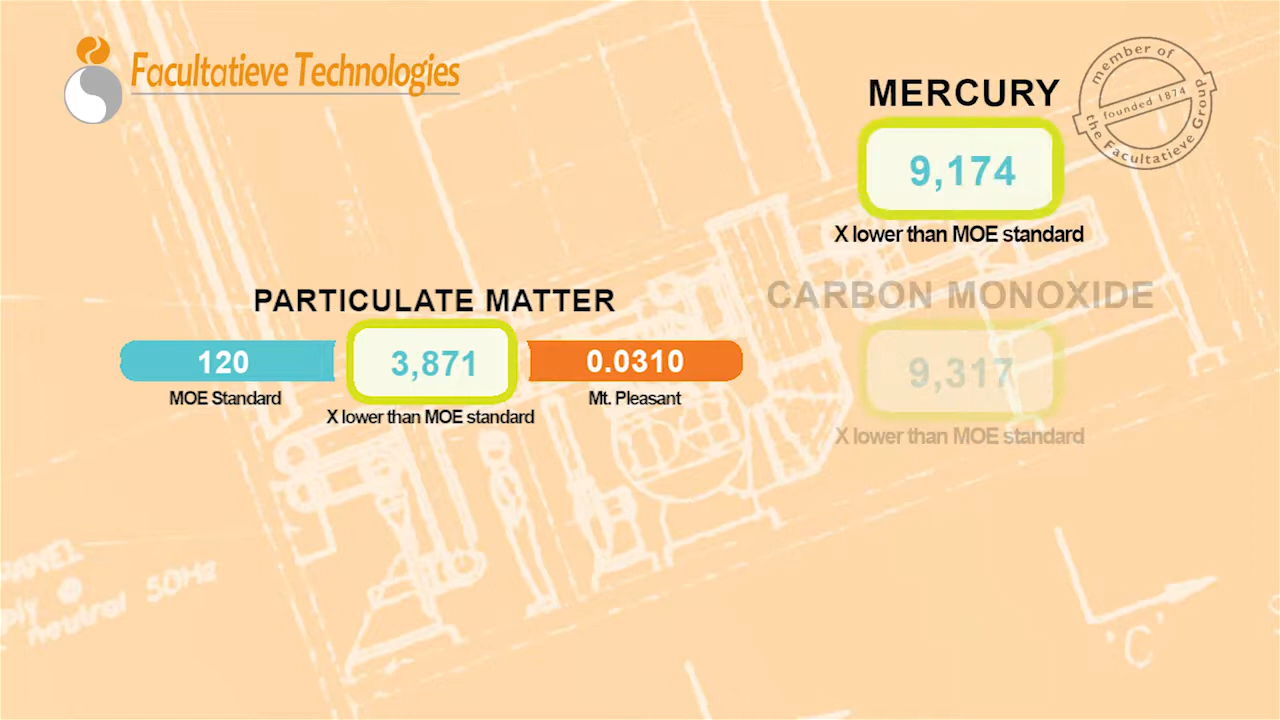 Facultatieve Technologies
member of
founded 1874
the Facultatieve Group
MERCURY
9,174
X lower than MOE standard
CARBON MONOXIDE
9,317
X lower than MOE standard
PARTICULATE MATTER
120
MOE Standard
3,871
X lower than MOE standard
0.0310
Mt. Pleasant
neutral 50Hz
°C